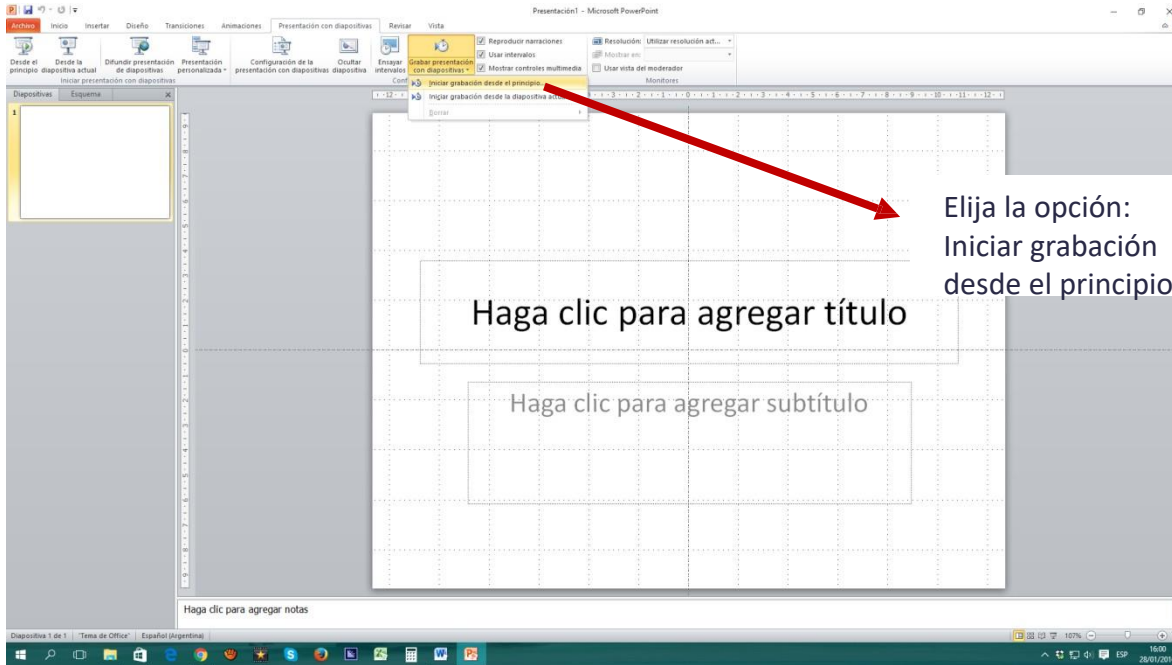 Presentación1 - Microsoft PowerPoint
Archivo Inicio Insertar Diseño Transiciones Animaciones Presentación con diapositivas Revisar Vista
Desde el principio
Desde la diapositiva actual
Difundir presentación de diapositivas
Presentación personalizada
Configuración de la presentación con diapositivas
Ocultar diapositiva
Ensayar intervalos
Grabar presentación con diapositivas
Reproducir narraciones
Usar intervalos
Mostrar controles multimedia
Resolución: Utilizar resolución act...
Mostrar en:
Usar vista del moderador
Iniciar presentación con diapositivas
Monitores
Iniciar grabación desde el principio...
Iniciar grabación desde la diapositiva
Borrar
Diapositivas Esquema
1
Elija la opción:
Iniciar grabación
desde el principio
Haga clic para agregar título
Haga clic para agregar subtítulo
Haga clic para agregar notas
Diapositiva 1 de 1 "Tema de Office" Español (Argentina)
107%
ESP
16:00
28/01/201